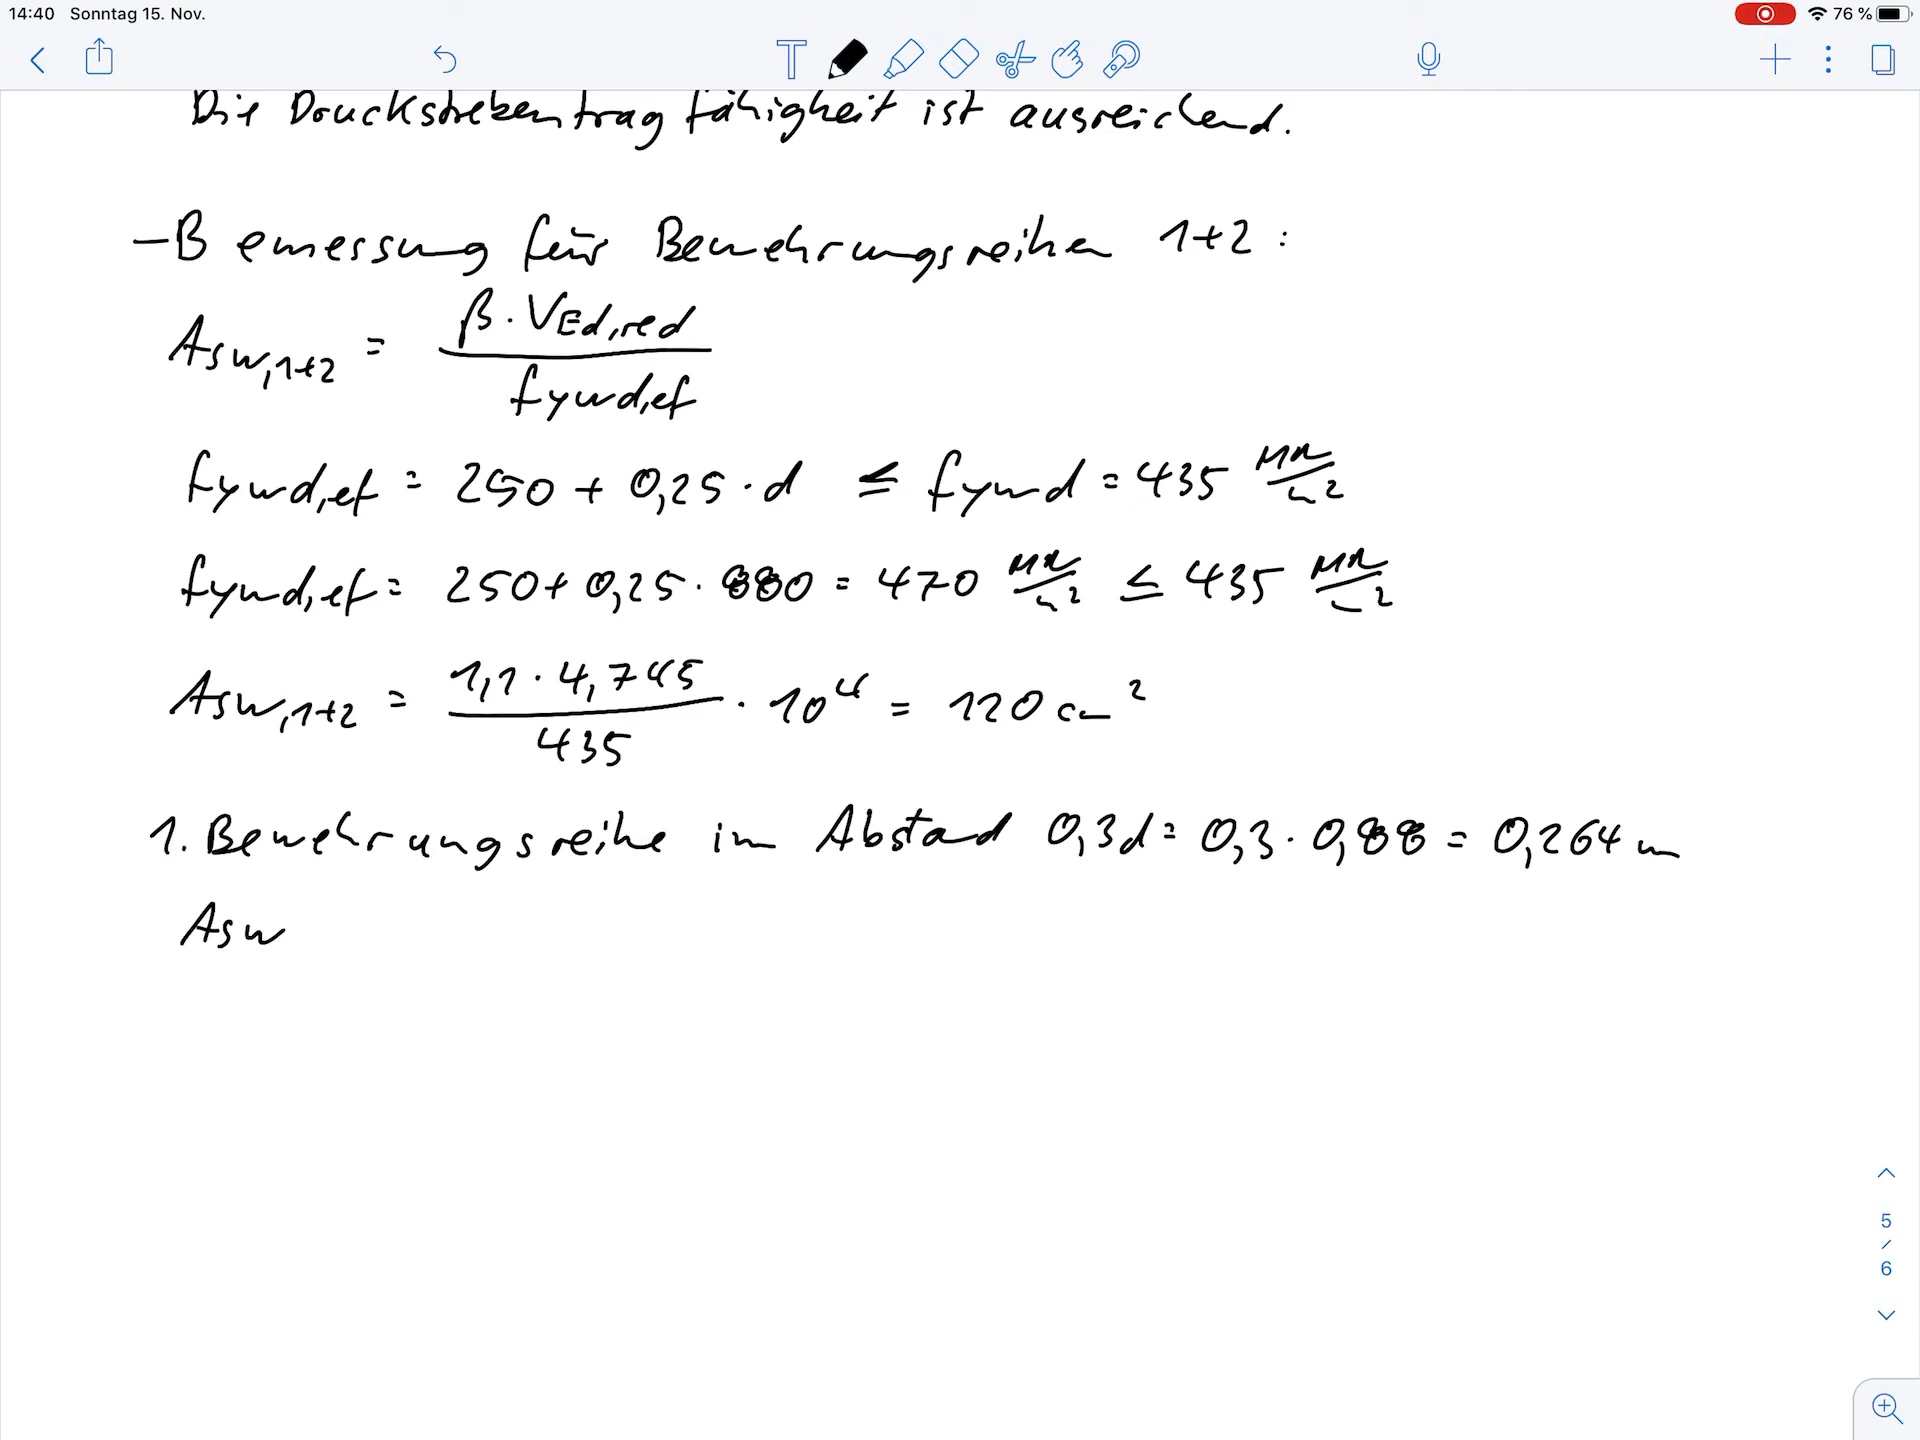 14:40 Sonntag 15. Nov. 76 %
T
Die Druckstrebentragfähigkeit ist ausreichend.
- Bemessung für Bewehrungsreihen 1+2 :
Asw,1+2 = β · VEd,red / fywd,ef
fywd,ef = 250 + 0,25 · d ≤ fywd = 435 MN/m²
fywd,ef = 250 + 0,25 · 880 = 470 MN/m² ≤ 435 MN/m²
Asw,1+2 = 1,1 · 4,745 / 435 · 10⁴ = 120 cm²
1. Bewehrungsreihe im Abstad 0,3d = 0,3 · 0,88 = 0,264 m
Asw
5
/
6